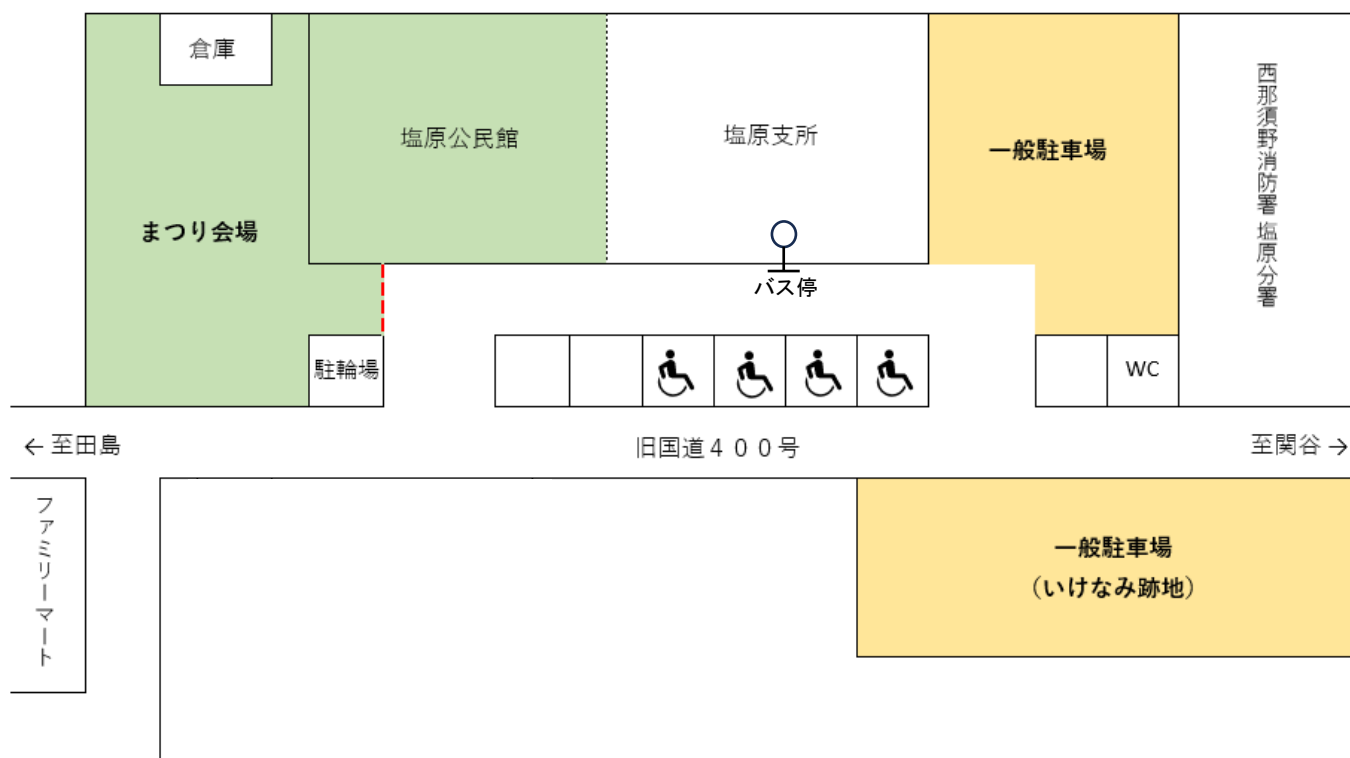 倉庫
塩原公民館
塩原支所
一般駐車場
西那須野消防署 塩原分署
まつり会場
バス停
駐輪場
WC
← 至田島
旧国道４００号
至関谷 →
ファミリーマート
一般駐車場
（いけなみ跡地）